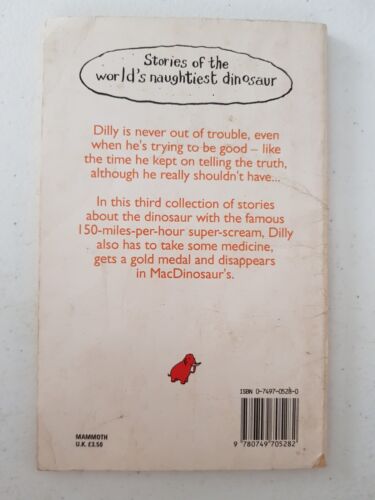 Stories of the
world's naughtiest dinosaur
Dilly is never out of trouble, even
when he's trying to be good – like
the time he kept on telling the truth,
although he really shouldn't have...
In this third collection of stories
about the dinosaur with the famous
150-miles-per-hour super-scream, Dilly
also has to take some medicine,
gets a gold medal and disappears
in MacDinosaur's.
ISBN 0-7497-0528-0
MAMMOTH
U.K. £3.50
9 780749 705282